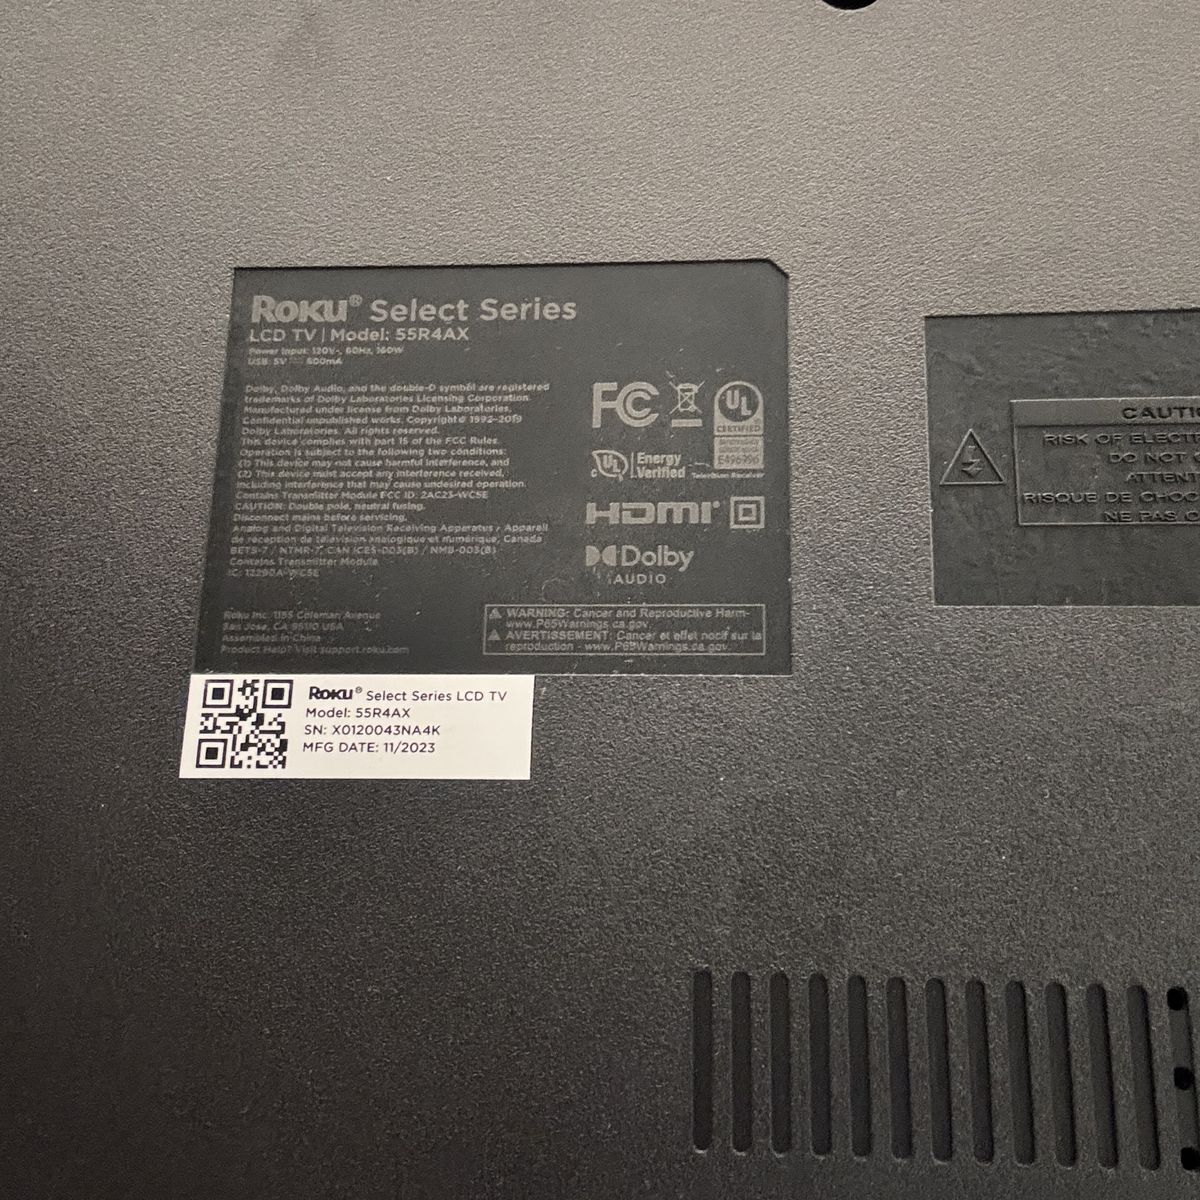 Roku® Select Series
LCD TV | Model: 55R4AX
Power Input: 120V~, 60Hz, 160W
USB: 5V⎓ 500mA
Dolby, Dolby Audio, and the double-D symbol are registered
trademarks of Dolby Laboratories Licensing Corporation.
Manufactured under license from Dolby Laboratories.
Confidential unpublished works. Copyright © 1992-2019
Dolby Laboratories. All rights reserved.
This device complies with part 15 of the FCC Rules.
Operation is subject to the following two conditions:
(1) This device may not cause harmful interference, and
(2) This device must accept any interference received,
including interference that may cause undesired operation.
Contains Transmitter Module FCC ID: 2AC23-WC5E
CAUTION: Double pole, neutral fusing.
Disconnect mains before servicing.
Analog and Digital Television Receiving Apparatus / Appareil
de réception de télévision analogique et numérique, Canada
BETS-7 / NTMR-7, CAN ICES-003(B) / NMB-003(B)
Contains Transmitter Module
IC: 12290A-WC5E
Roku Inc. 1155 Coleman Avenue
San Jose, CA 95110 USA
Assembled in China
Product Help? Visit support.roku.com
FC
UL
CERTIFIED
E496396
Television Receiver
UL
Energy
Verified
HDMI
Dolby
AUDIO
WARNING: Cancer and Reproductive Harm-
www.P65Warnings.ca.gov
AVERTISSEMENT: Cancer et effet nocif sur la
reproduction - www.P65Warnings.ca.gov
Roku® Select Series LCD TV
Model: 55R4AX
SN: X0120043NA4K
MFG DATE: 11/2023
CAUTI
RISK OF ELECT
DO NOT
ATTENT
RISQUE DE CHOC
NE PAS O